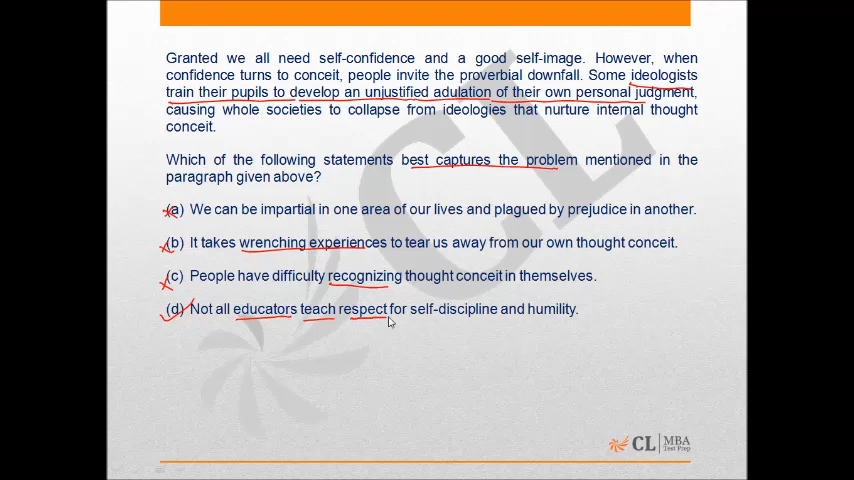 Granted we all need self-confidence and a good self-image. However, when
confidence turns to conceit, people invite the proverbial downfall. Some ideologists
train their pupils to develop an unjustified adulation of their own personal judgment,
causing whole societies to collapse from ideologies that nurture internal thought
conceit.
Which of the following statements best captures the problem mentioned in the
paragraph given above?
(a) We can be impartial in one area of our lives and plagued by prejudice in another.
(b) It takes wrenching experiences to tear us away from our own thought conceit.
(c) People have difficulty recognizing thought conceit in themselves.
(d) Not all educators teach respect for self-discipline and humility.
CL MBA
Test Prep
CL